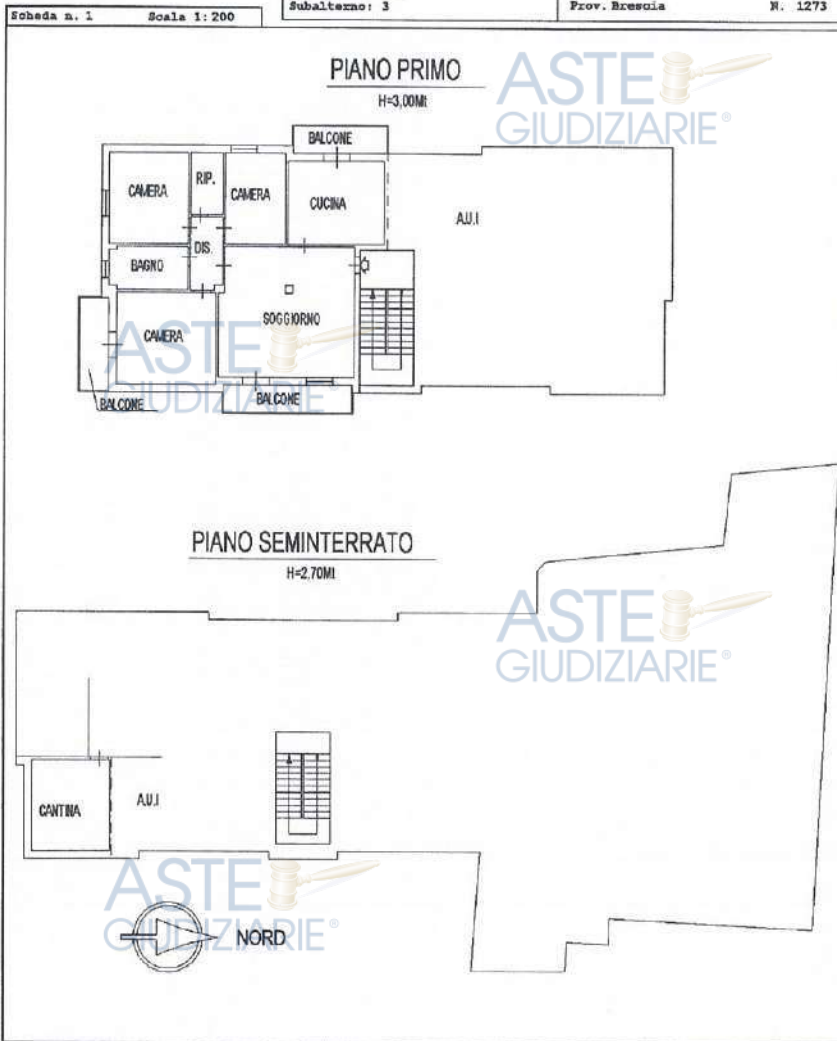 Scheda n. 1 Scala 1:200
Subalterno: 3
Prov. Brescia N. 1273
PIANO PRIMO
H=3,00Mt
ASTE
GIUDIZIARIE®
BALCONE
CAMERA
RIP.
CAMERA
CUCINA
A.U.I
DIS.
BAGNO
SOGGIORNO
CAMERA
ASTE
GIUDIZIARIE
BALCONE
BALCONE
PIANO SEMINTERRATO
H=2,70Mt
ASTE
GIUDIZIARIE®
CANTINA
A.U.I
ASTE
GIUDIZIARIE®
NORD